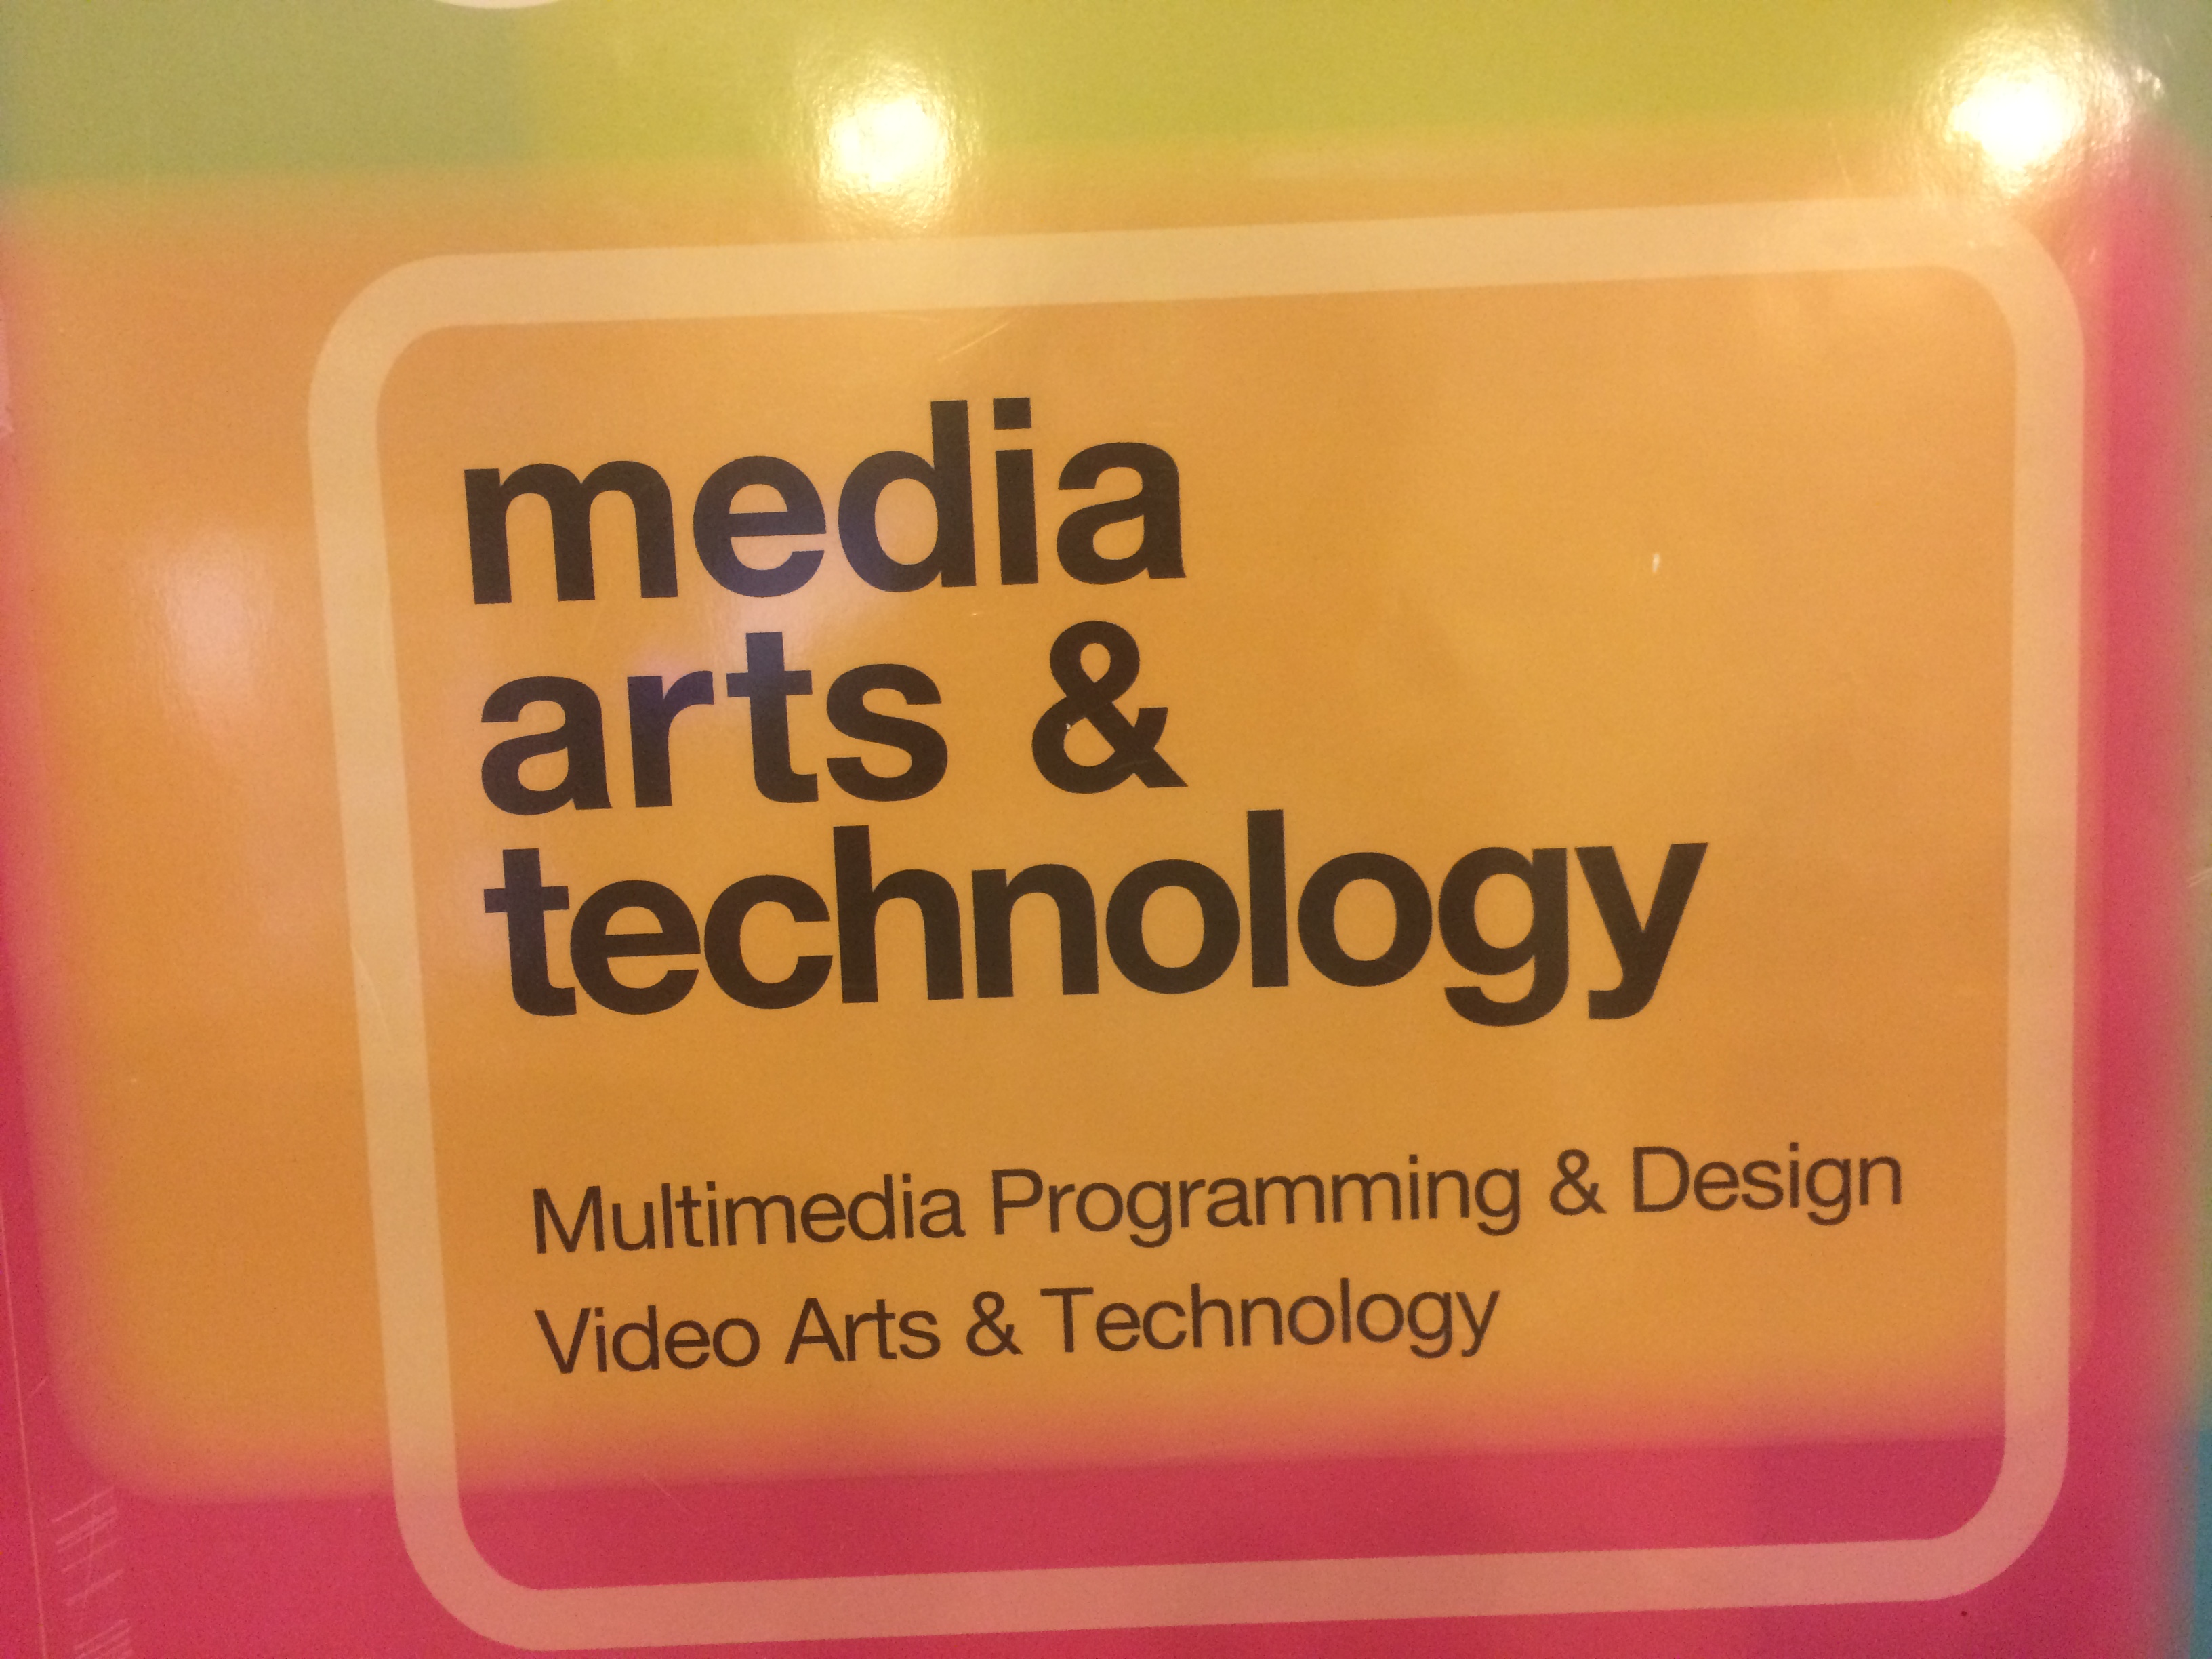 media
arts &
technology
Multimedia Programming & Design
Video Arts & Technology